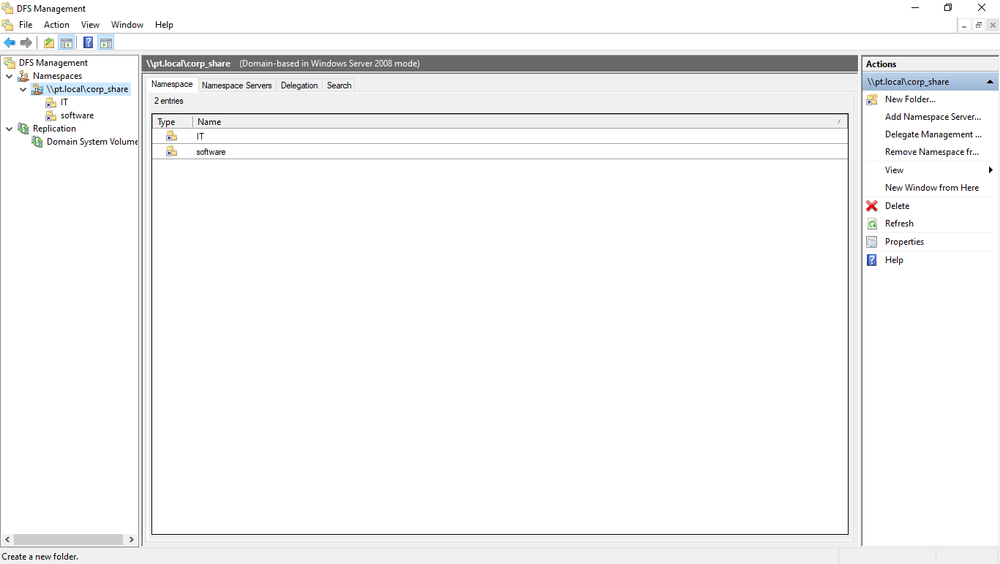 DFS Management
File Action View Window Help
DFS Management
Namespaces
\\pt.local\corp_share
IT
software
Replication
Domain System Volume
\\pt.local\corp_share (Domain-based in Windows Server 2008 mode)
Namespace Namespace Servers Delegation Search
2 entries
Type Name
IT
software
Actions
\\pt.local\corp_share
New Folder...
Add Namespace Server...
Delegate Management ...
Remove Namespace fr...
View
New Window from Here
Delete
Refresh
Properties
Help
Create a new folder.